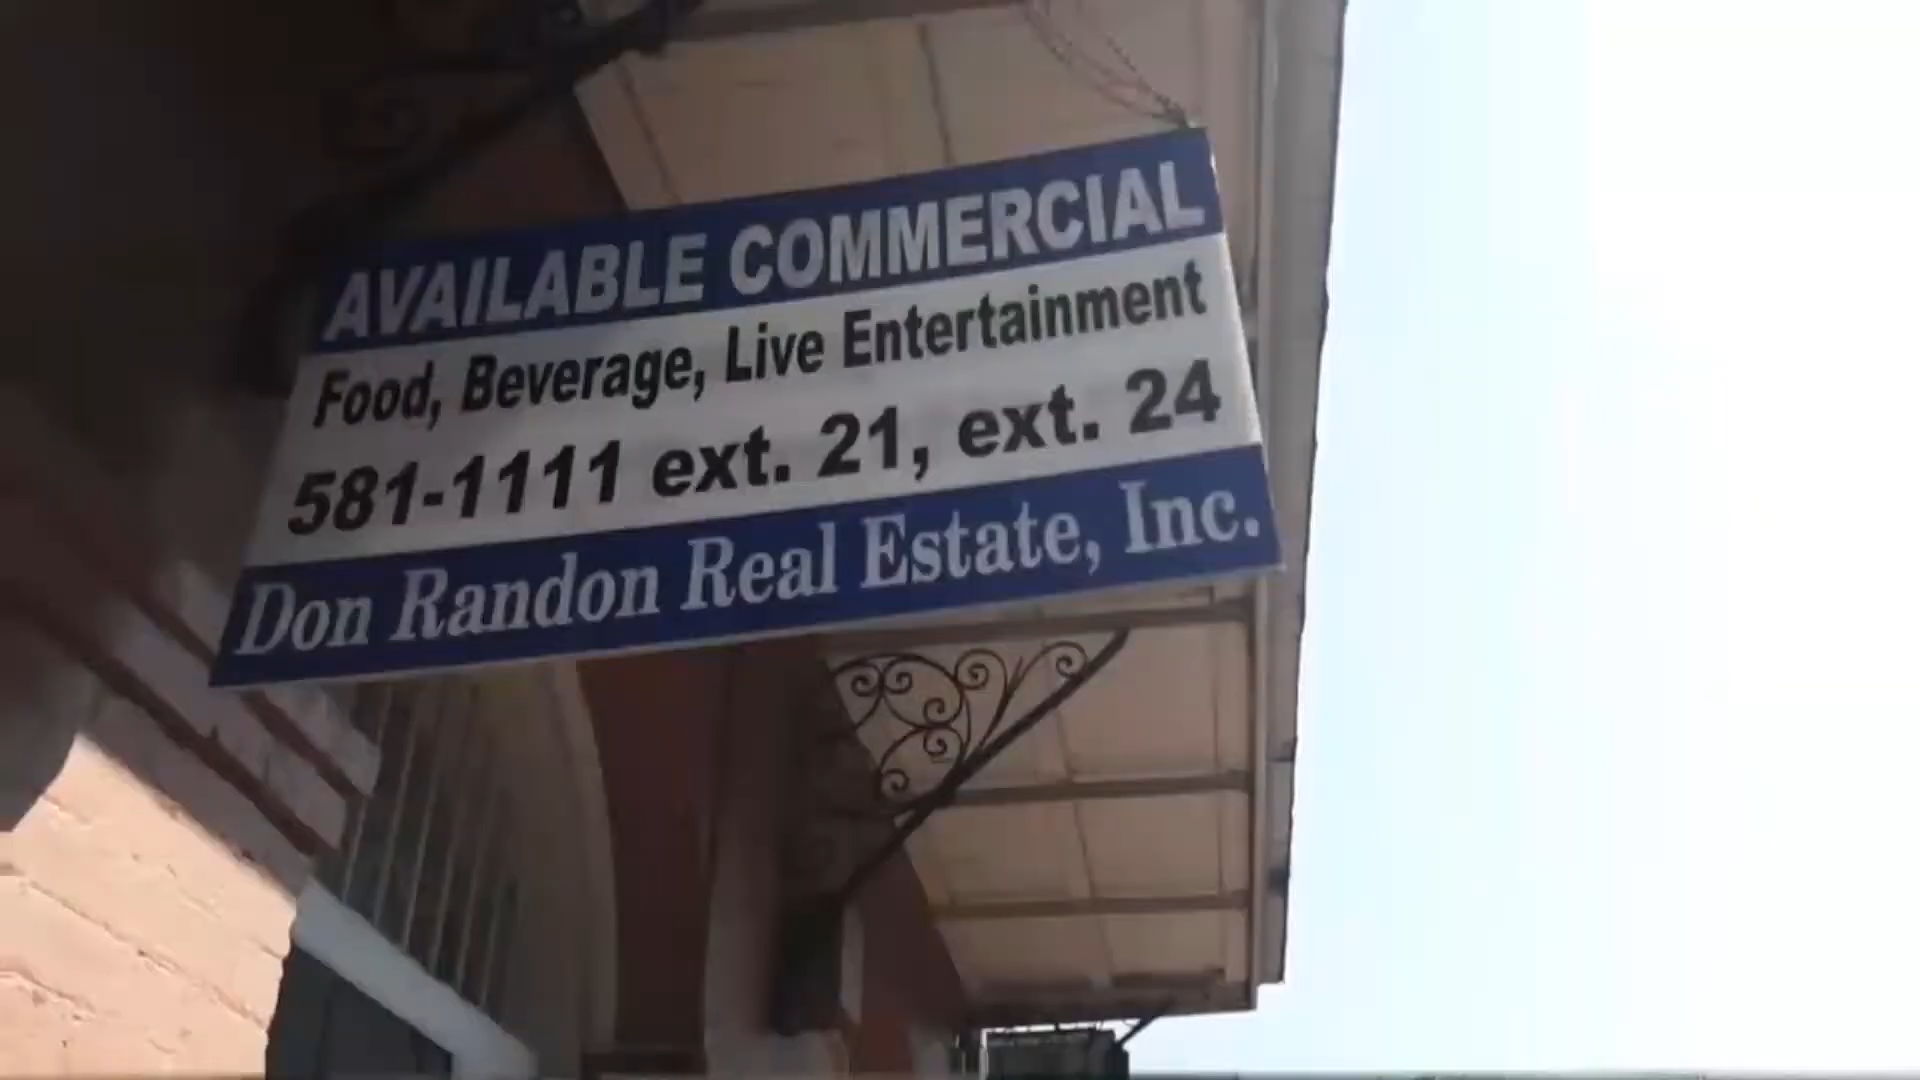 AVAILABLE COMMERCIAL
Food, Beverage, Live Entertainment
581-1111 ext. 21, ext. 24
Don Randon Real Estate, Inc.